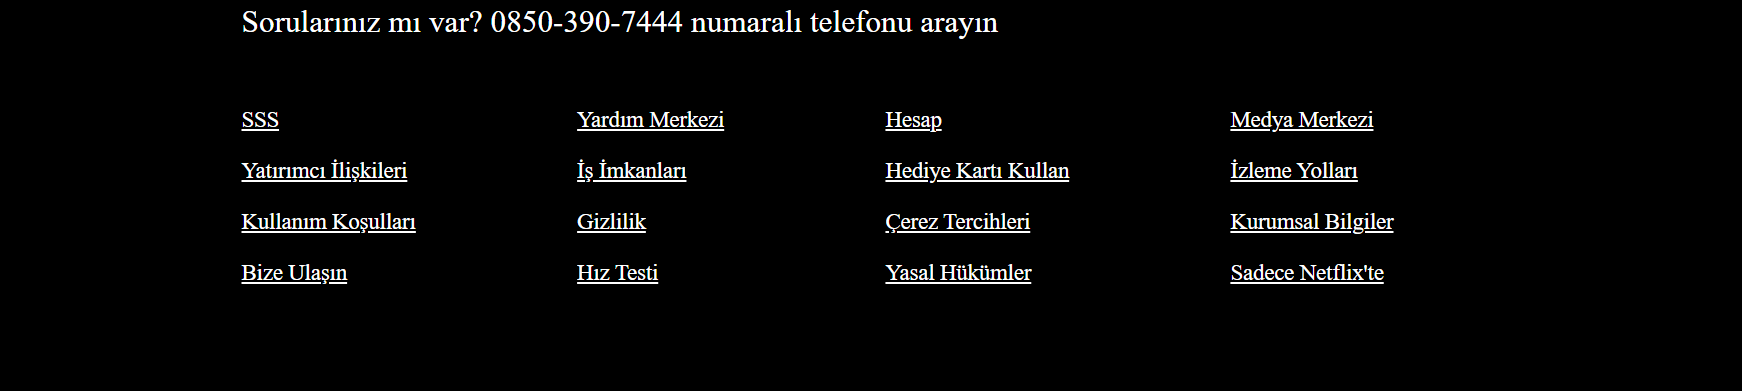 Sorularınız mı var? 0850-390-7444 numaralı telefonu arayın
SSS Yardım Merkezi Hesap Medya Merkezi
Yatırımcı İlişkileri İş İmkanları Hediye Kartı Kullan İzleme Yolları
Kullanım Koşulları Gizlilik Çerez Tercihleri Kurumsal Bilgiler
Bize Ulaşın Hız Testi Yasal Hükümler Sadece Netflix'te